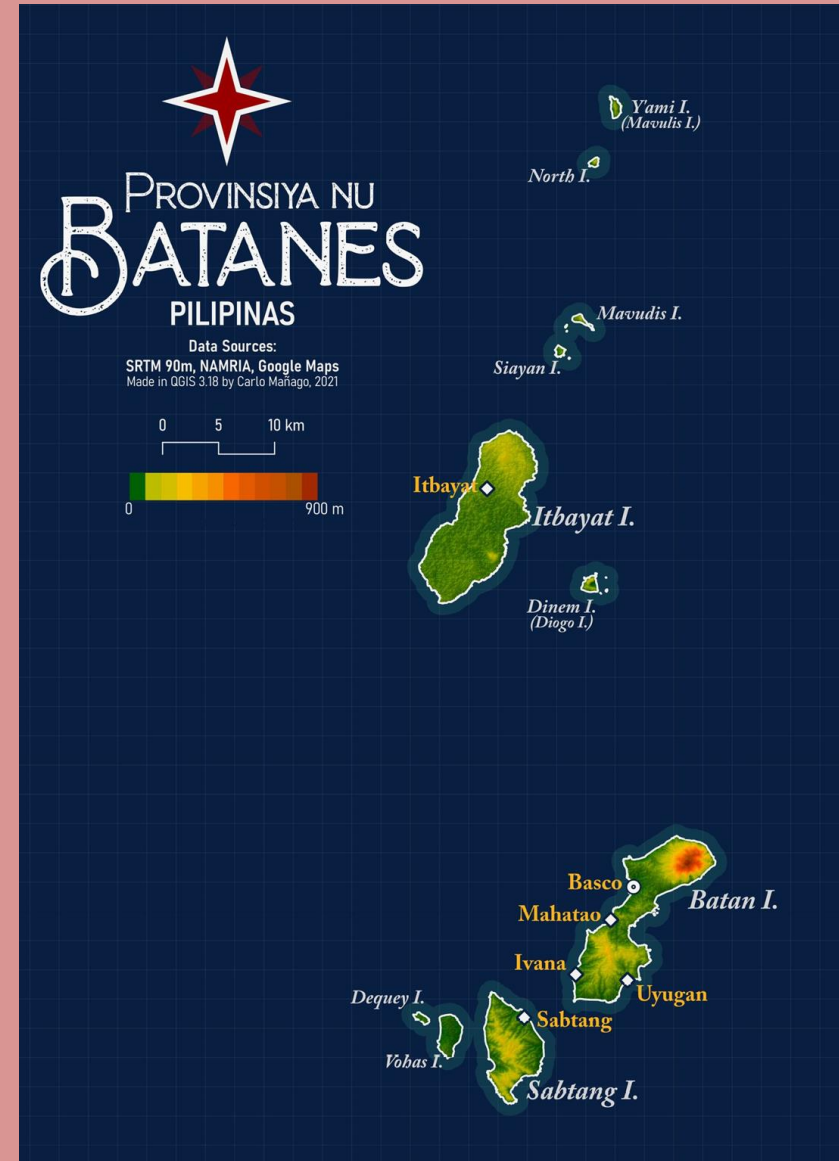 PROVINSIYA NU
BATANES
PILIPINAS
Data Sources:
SRTM 90m, NAMRIA, Google Maps
Made in QGIS 3.18 by Carlo Mañago, 2021
0 5 10 km
0 900 m
Y'ami I.
(Mavulis I.)
North I.
Mavudis I.
Siayan I.
Itbayat
Itbayat I.
Dinem I.
(Diogo I.)
Basco
Batan I.
Mahatao
Ivana
Uyugan
Dequey I.
Sabtang
Vohas I.
Sabtang I.